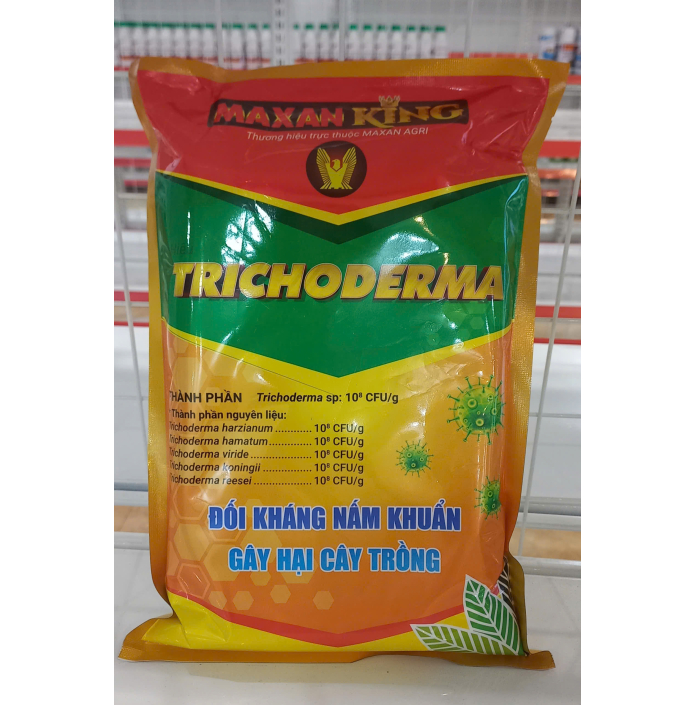 MAXAN KING
Thương hiệu trực thuộc MAXAN AGRI
TRICHODERMA
THÀNH PHẦN Trichoderma sp: 10⁸ CFU/g
* Thành phần nguyên liệu:
Trichoderma harzianum ............ 10⁸ CFU/g
Trichoderma hamatum ............ 10⁸ CFU/g
Trichoderma viride .................. 10⁸ CFU/g
Trichoderma koningii .............. 10⁸ CFU/g
Trichoderma reesei ................. 10⁸ CFU/g
ĐỐI KHÁNG NẤM KHUẨN
GÂY HẠI CÂY TRỒNG